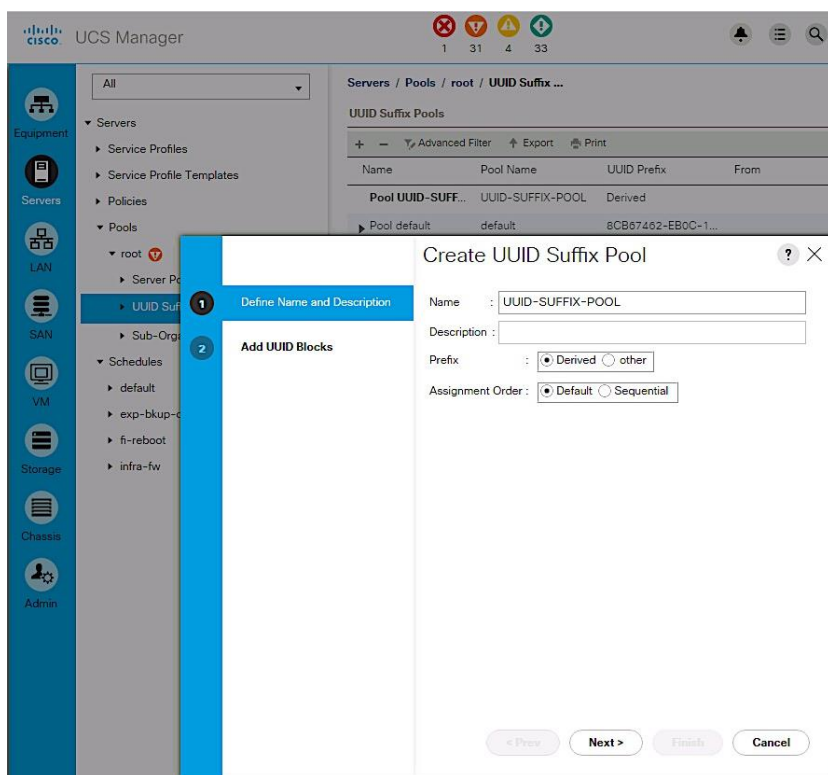 cisco. UCS Manager
1 31 4 33
Equipment
Servers
LAN
SAN
VM
Storage
Chassis
Admin
All
Servers
Service Profiles
Service Profile Templates
Policies
Pools
root
Server Po
UUID Suf
Sub-Orga
Schedules
default
exp-bkup-o
fi-reboot
infra-fw
Servers / Pools / root / UUID Suffix ...
UUID Suffix Pools
+ − Advanced Filter Export Print
Name Pool Name UUID Prefix From
Pool UUID-SUFF... UUID-SUFFIX-POOL Derived
Pool default default 8CB67462-EB0C-1...
1 Define Name and Description
2 Add UUID Blocks
Create UUID Suffix Pool ? ×
Name : UUID-SUFFIX-POOL
Description :
Prefix : Derived other
Assignment Order : Default Sequential
< Prev Next > Finish Cancel